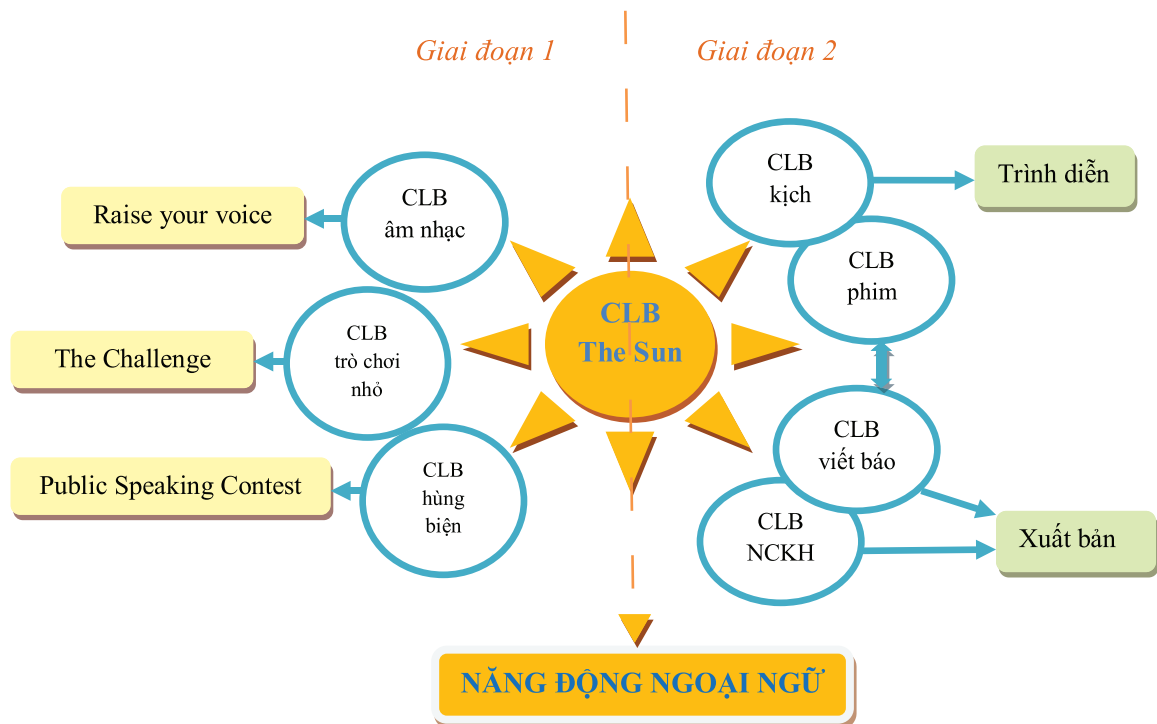 Giai đoạn 1
Giai đoạn 2
CLB
âm nhạc
Raise your voice
CLB
trò chơi
nhỏ
The Challenge
CLB
hùng
biện
Public Speaking Contest
CLB
The Sun
CLB
kịch
Trình diễn
CLB
phim
CLB
viết báo
CLB
NCKH
Xuất bản
NĂNG ĐỘNG NGOẠI NGỮ